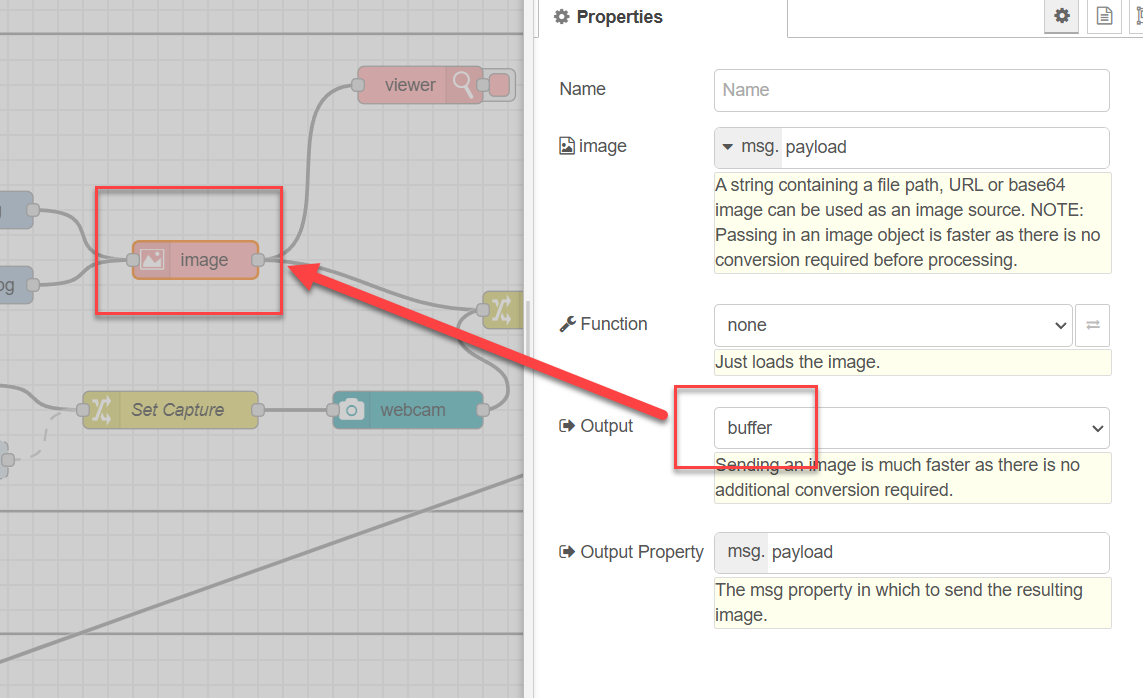 Properties
viewer
image
og
Set Capture
webcam
Name
Name
image
msg. payload
A string containing a file path, URL or base64
image can be used as an image source. NOTE:
Passing in an image object is faster as there is no
conversion required before processing.
Function
none
Just loads the image.
Output
buffer
Sending an image is much faster as there is no
additional conversion required.
Output Property
msg. payload
The msg property in which to send the resulting
image.